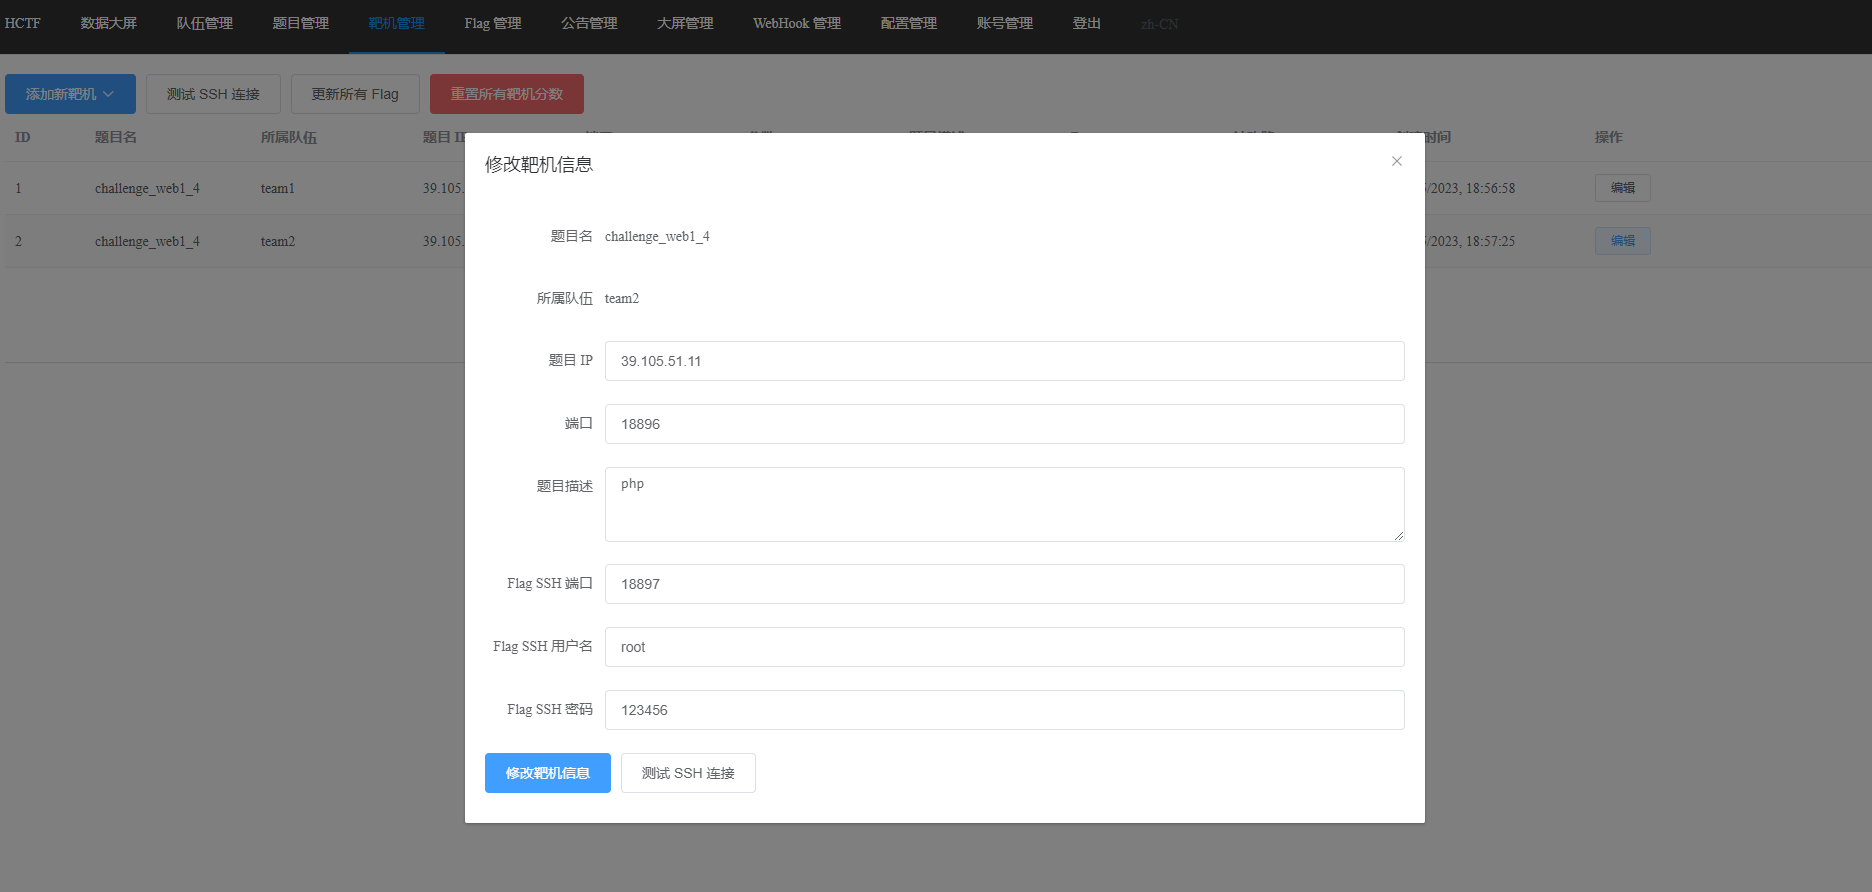 HCTF 数据大屏 队伍管理 题目管理 靶机管理 Flag 管理 公告管理 大屏管理 WebHook 管理 配置管理 账号管理 登出 zh-CN
添加新靶机 测试 SSH 连接 更新所有 Flag 重置所有靶机分数
ID 题目名 所属队伍 题目 时间 操作
1 challenge_web1_4 team1 39.105. /2023, 18:56:58 编辑
2 challenge_web1_4 team2 39.105. /2023, 18:57:25 编辑
修改靶机信息
题目名 challenge_web1_4
所属队伍 team2
题目 IP 39.105.51.11
端口 18896
题目描述 php
Flag SSH 端口 18897
Flag SSH 用户名 root
Flag SSH 密码 123456
修改靶机信息 测试 SSH 连接